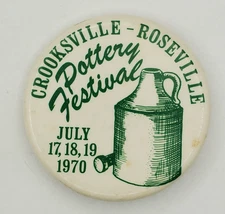 CROOKSVILLE - ROSEVILLE
Pottery
Festival
JULY
17, 18, 19
1970